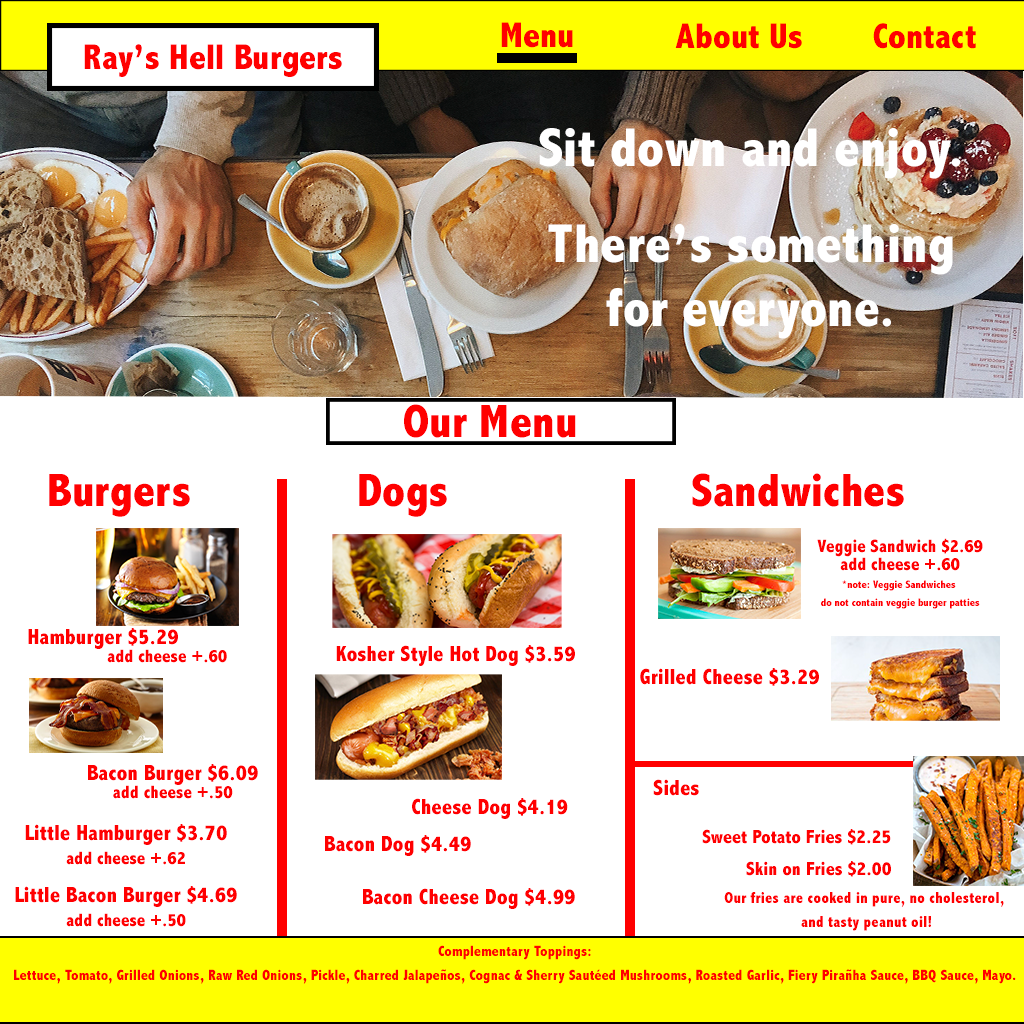 Ray’s Hell Burgers
Menu
About Us
Contact
Sit down and enjoy.
There’s something
for everyone.
Our Menu
Burgers
Hamburger $5.29
add cheese +.60
Bacon Burger $6.09
add cheese +.50
Little Hamburger $3.70
add cheese +.62
Little Bacon Burger $4.69
add cheese +.50
Dogs
Kosher Style Hot Dog $3.59
Cheese Dog $4.19
Bacon Dog $4.49
Bacon Cheese Dog $4.99
Sandwiches
Veggie Sandwich $2.69
add cheese +.60
*note: Veggie Sandwiches
do not contain veggie burger patties
Grilled Cheese $3.29
Sides
Sweet Potato Fries $2.25
Skin on Fries $2.00
Our fries are cooked in pure, no cholesterol,
and tasty peanut oil!
Complementary Toppings:
Lettuce, Tomato, Grilled Onions, Raw Red Onions, Pickle, Charred Jalapeños, Cognac & Sherry Sautéed Mushrooms, Roasted Garlic, Fiery Pirañha Sauce, BBQ Sauce, Mayo.